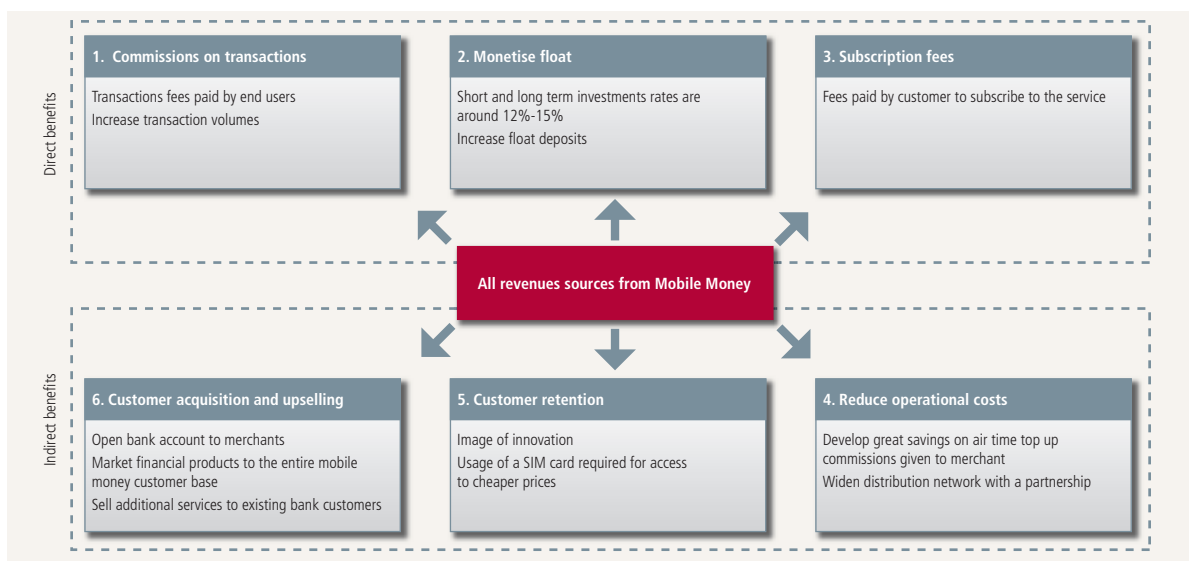 Direct benefits
1. Commissions on transactions
Transactions fees paid by end users
Increase transaction volumes
2. Monetise float
Short and long term investments rates are
around 12%-15%
Increase float deposits
3. Subscription fees
Fees paid by customer to subscribe to the service
All revenues sources from Mobile Money
Indirect benefits
6. Customer acquisition and upselling
Open bank account to merchants
Market financial products to the entire mobile
money customer base
Sell additional services to existing bank customers
5. Customer retention
Image of innovation
Usage of a SIM card required for access
to cheaper prices
4. Reduce operational costs
Develop great savings on air time top up
commissions given to merchant
Widen distribution network with a partnership